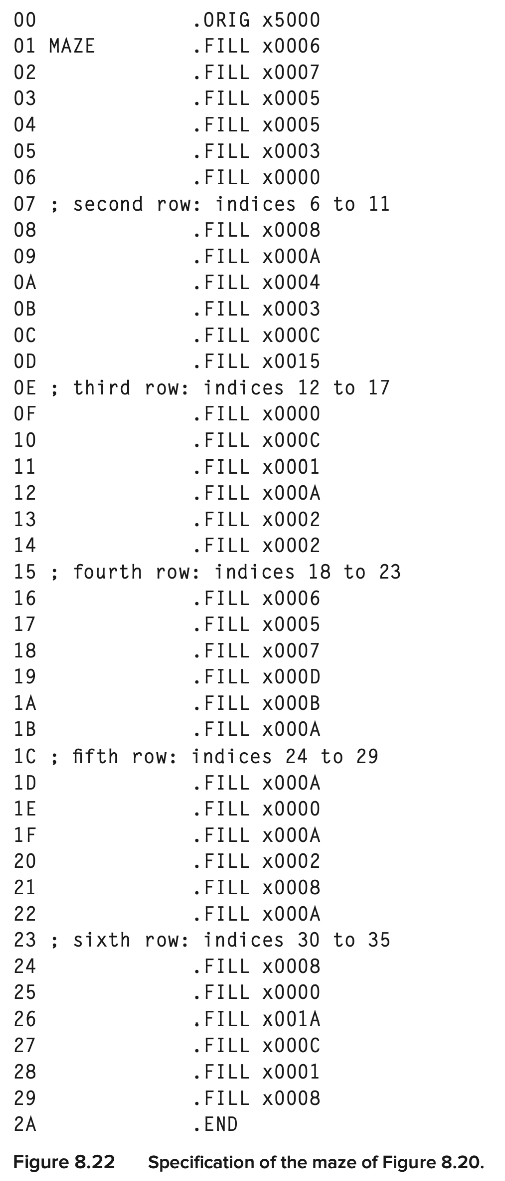 00 .ORIG x5000
01 MAZE .FILL x0006
02 .FILL x0007
03 .FILL x0005
04 .FILL x0005
05 .FILL x0003
06 .FILL x0000
07 ; second row: indices 6 to 11
08 .FILL x0008
09 .FILL x000A
0A .FILL x0004
0B .FILL x0003
0C .FILL x000C
0D .FILL x0015
0E ; third row: indices 12 to 17
0F .FILL x0000
10 .FILL x000C
11 .FILL x0001
12 .FILL x000A
13 .FILL x0002
14 .FILL x0002
15 ; fourth row: indices 18 to 23
16 .FILL x0006
17 .FILL x0005
18 .FILL x0007
19 .FILL x000D
1A .FILL x000B
1B .FILL x000A
1C ; fifth row: indices 24 to 29
1D .FILL x000A
1E .FILL x0000
1F .FILL x000A
20 .FILL x0002
21 .FILL x0008
22 .FILL x000A
23 ; sixth row: indices 30 to 35
24 .FILL x0008
25 .FILL x0000
26 .FILL x001A
27 .FILL x000C
28 .FILL x0001
29 .FILL x0008
2A .END
Figure 8.22 Specification of the maze of Figure 8.20.